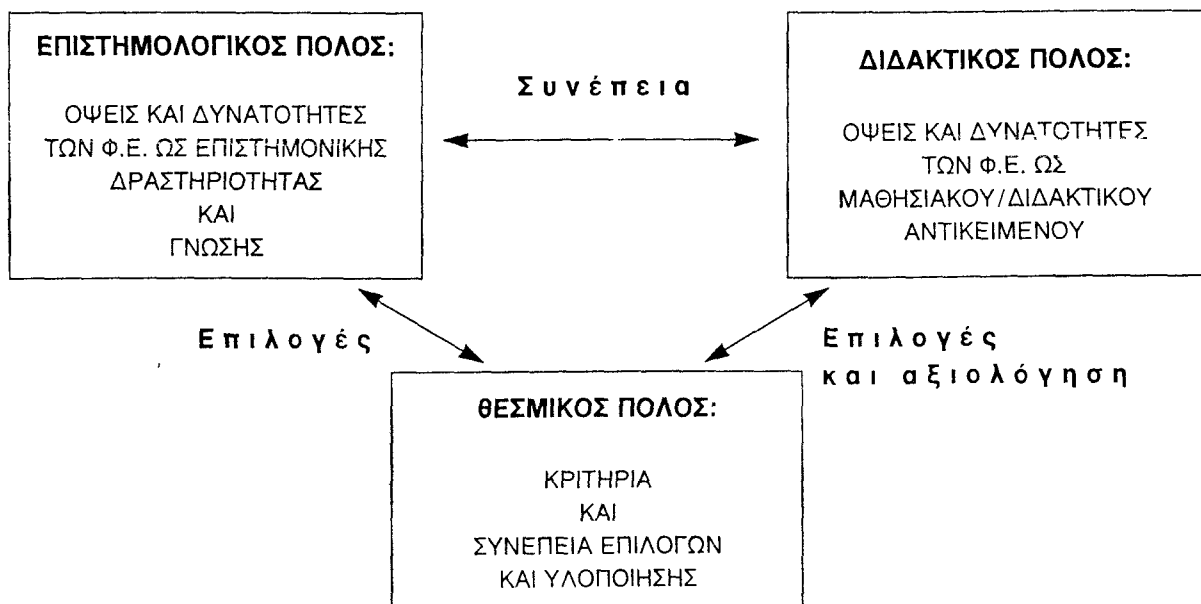 ΕΠΙΣΤΗΜΟΛΟΓΙΚΟΣ ΠΟΛΟΣ:
ΟΨΕΙΣ ΚΑΙ ΔΥΝΑΤΟΤΗΤΕΣ
ΤΩΝ Φ.Ε. ΩΣ ΕΠΙΣΤΗΜΟΝΙΚΗΣ
ΔΡΑΣΤΗΡΙΟΤΗΤΑΣ
ΚΑΙ
ΓΝΩΣΗΣ
Συνέπεια
ΔΙΔΑΚΤΙΚΟΣ ΠΟΛΟΣ:
ΟΨΕΙΣ ΚΑΙ ΔΥΝΑΤΟΤΗΤΕΣ
ΤΩΝ Φ.Ε. ΩΣ
ΜΑΘΗΣΙΑΚΟΥ/ΔΙΔΑΚΤΙΚΟΥ
ΑΝΤΙΚΕΙΜΕΝΟΥ
Επιλογές
Επιλογές
και αξιολόγηση
ΘΕΣΜΙΚΟΣ ΠΟΛΟΣ:
ΚΡΙΤΗΡΙΑ
ΚΑΙ
ΣΥΝΕΠΕΙΑ ΕΠΙΛΟΓΩΝ
ΚΑΙ ΥΛΟΠΟΙΗΣΗΣ